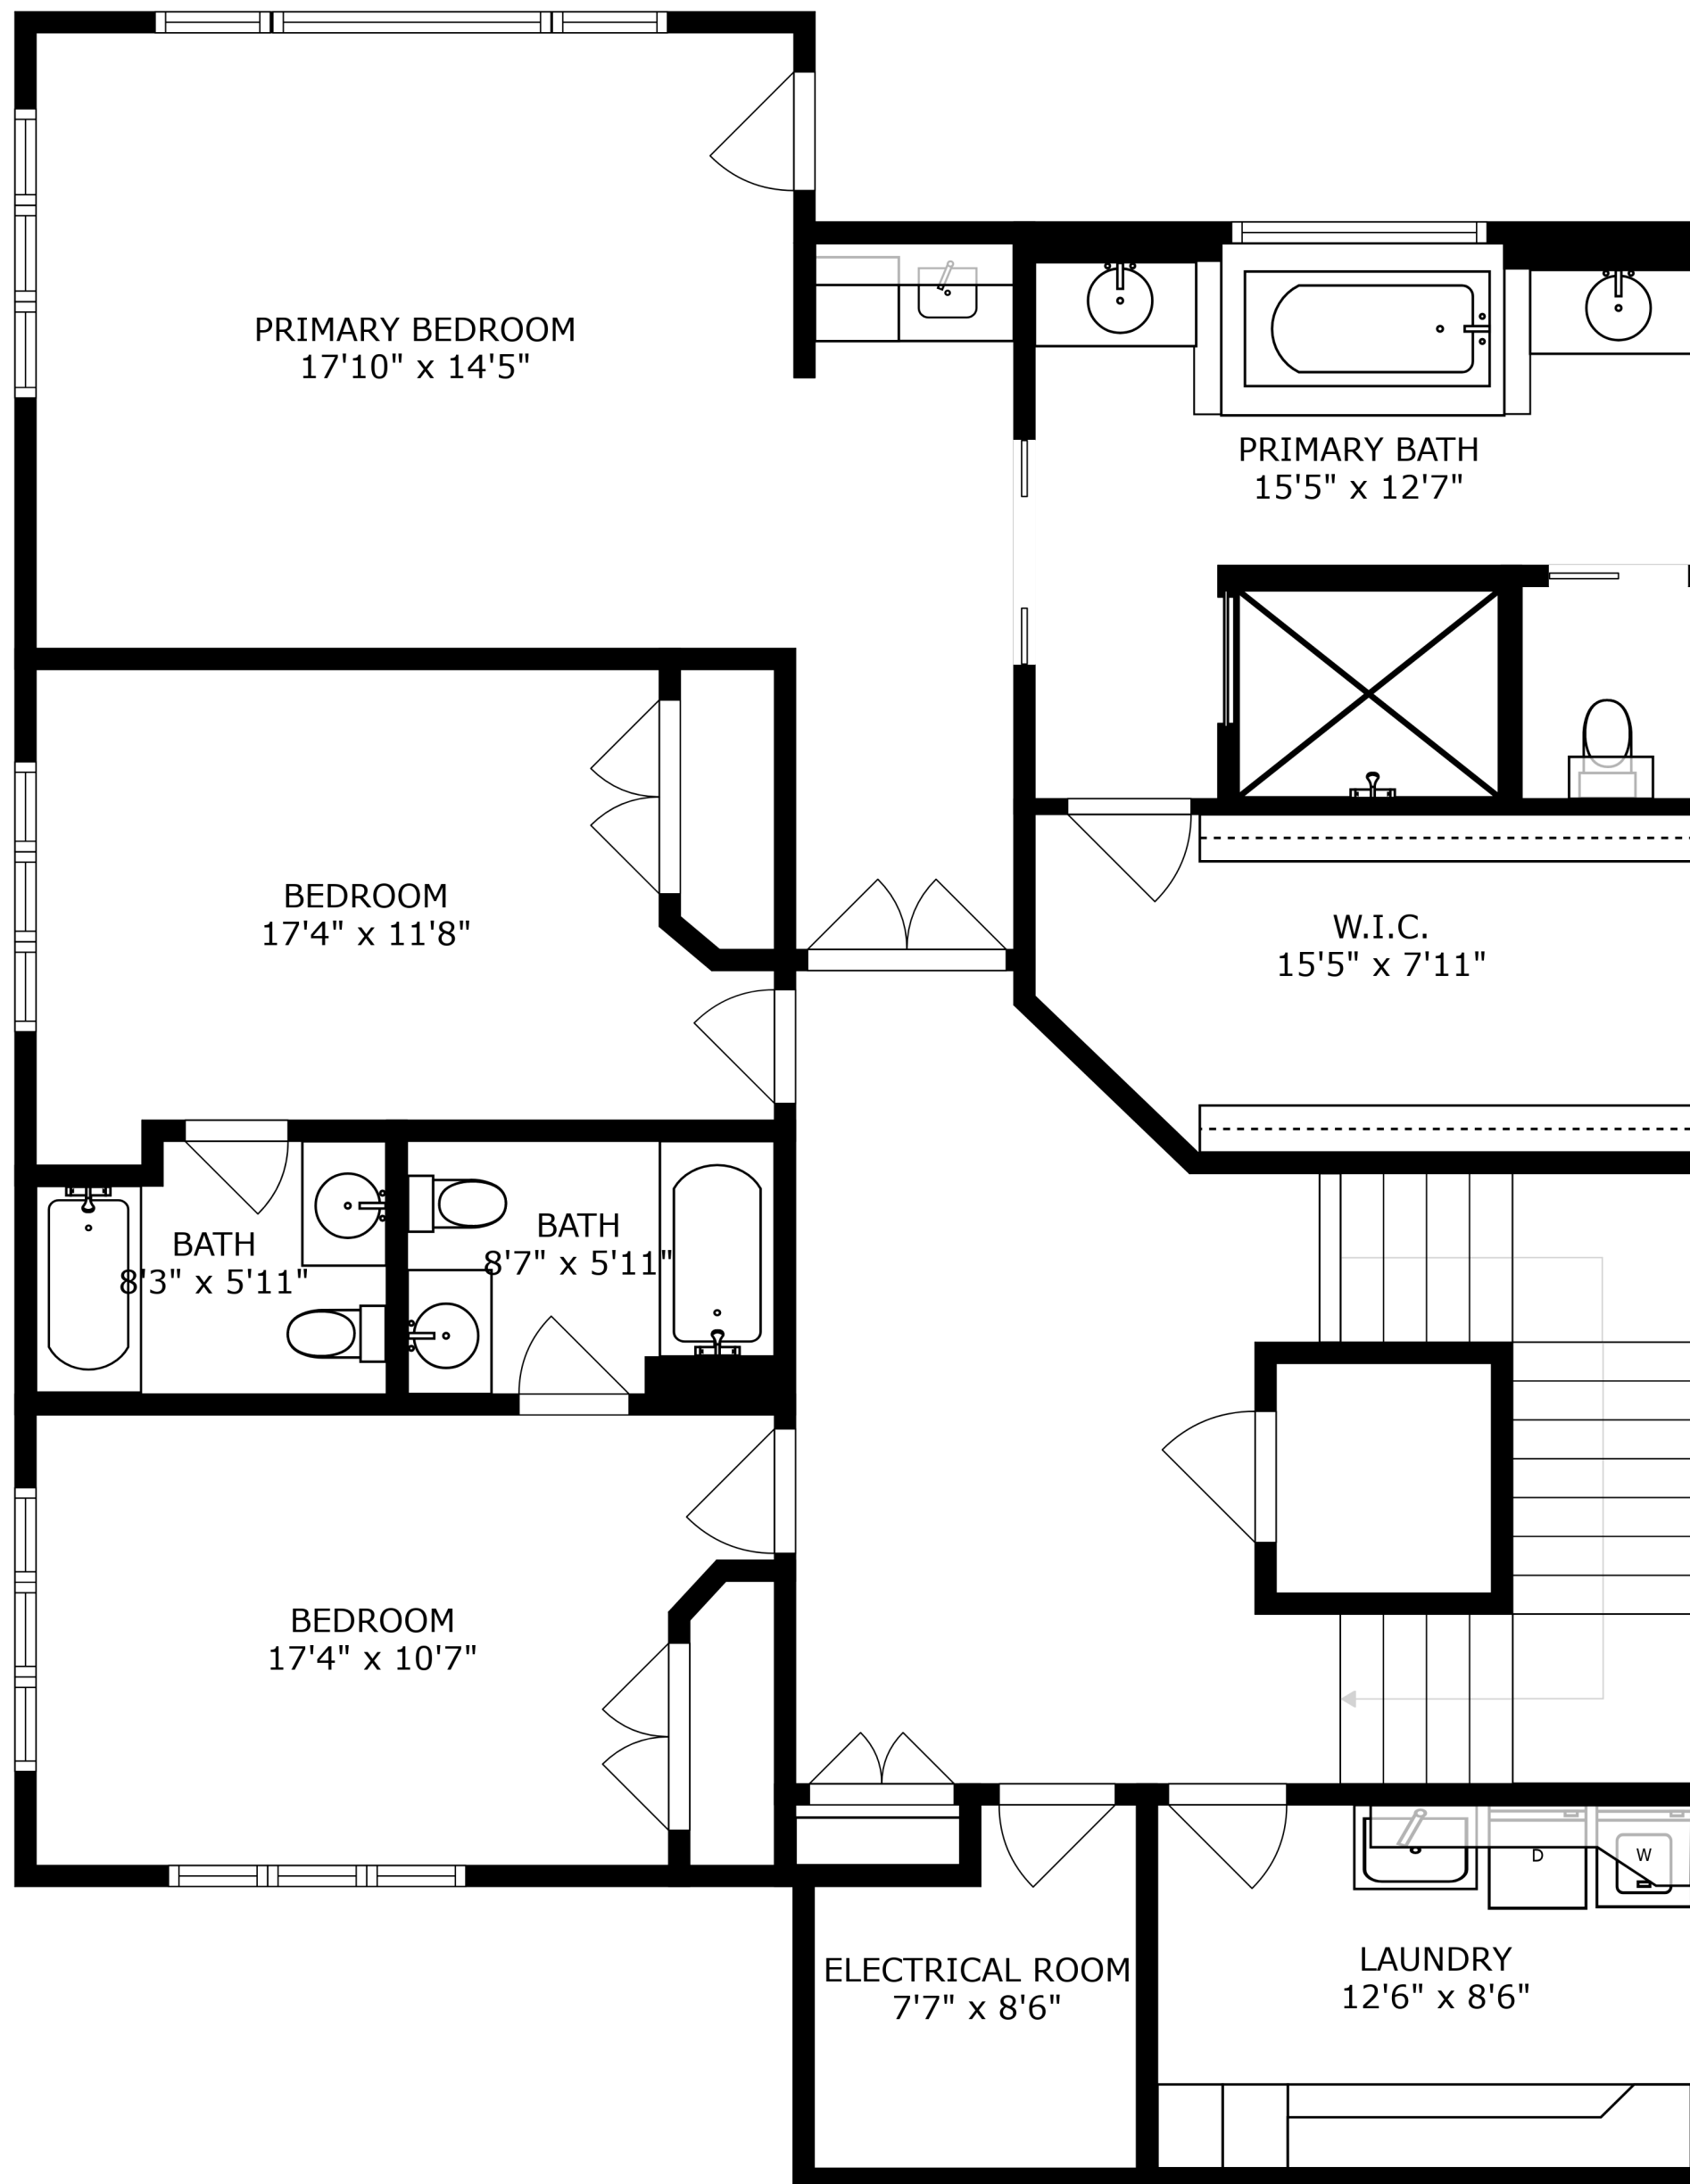 PRIMARY BEDROOM
17'10" x 14'5"
PRIMARY BATH
15'5" x 12'7"
BEDROOM
17'4" x 11'8"
W.I.C.
15'5" x 7'11"
BATH
8'3" x 5'11"
BATH
8'7" x 5'11"
BEDROOM
17'4" x 10'7"
D
W
ELECTRICAL ROOM
7'7" x 8'6"
LAUNDRY
12'6" x 8'6"